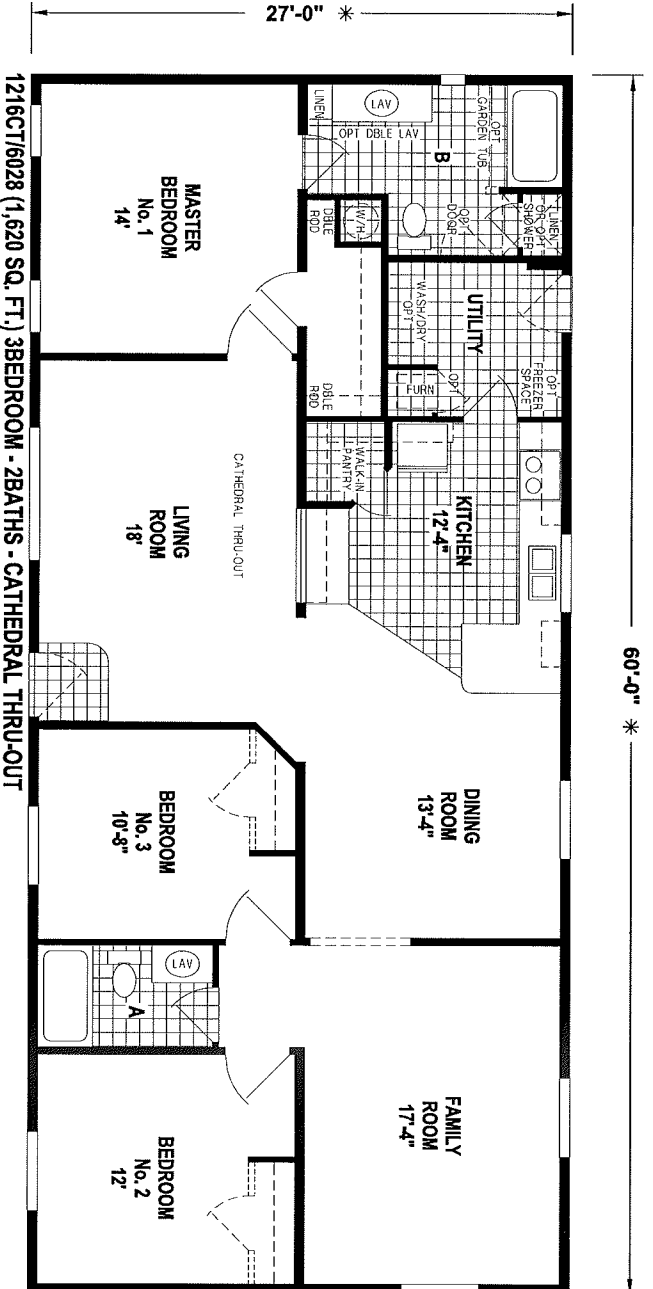 27'-0" *
60'-0" *
OPT
GARDEN TUB
LINEN
OR OPT
SHOWER
LAV
LINEN
OPT DBLE LAV
B
OPT
DOOR
W/H
DBLE
ROD
DBLE
ROD
MASTER
BEDROOM
No. 1
14'
UTILITY
WASH/DRY
OPT
OPT
FREEZER
SPACE
FURN
OPT
WALK-IN
PANTRY
KITCHEN
12'-4"
CATHEDRAL THRU-OUT
LIVING
ROOM
18'
DINING
ROOM
13'-4"
BEDROOM
No. 3
10'-8"
LAV
A
FAMILY
ROOM
17'-4"
BEDROOM
No. 2
12'
1216CT/6028 (1,620 SQ. FT.) 3BEDROOM - 2BATHS - CATHEDRAL THRU-OUT